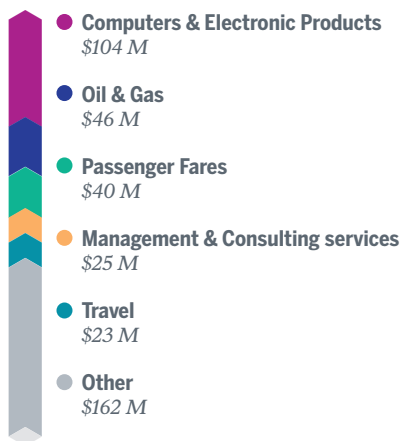 Computers & Electronic Products
$104 M
Oil & Gas
$46 M
Passenger Fares
$40 M
Management & Consulting services
$25 M
Travel
$23 M
Other
$162 M